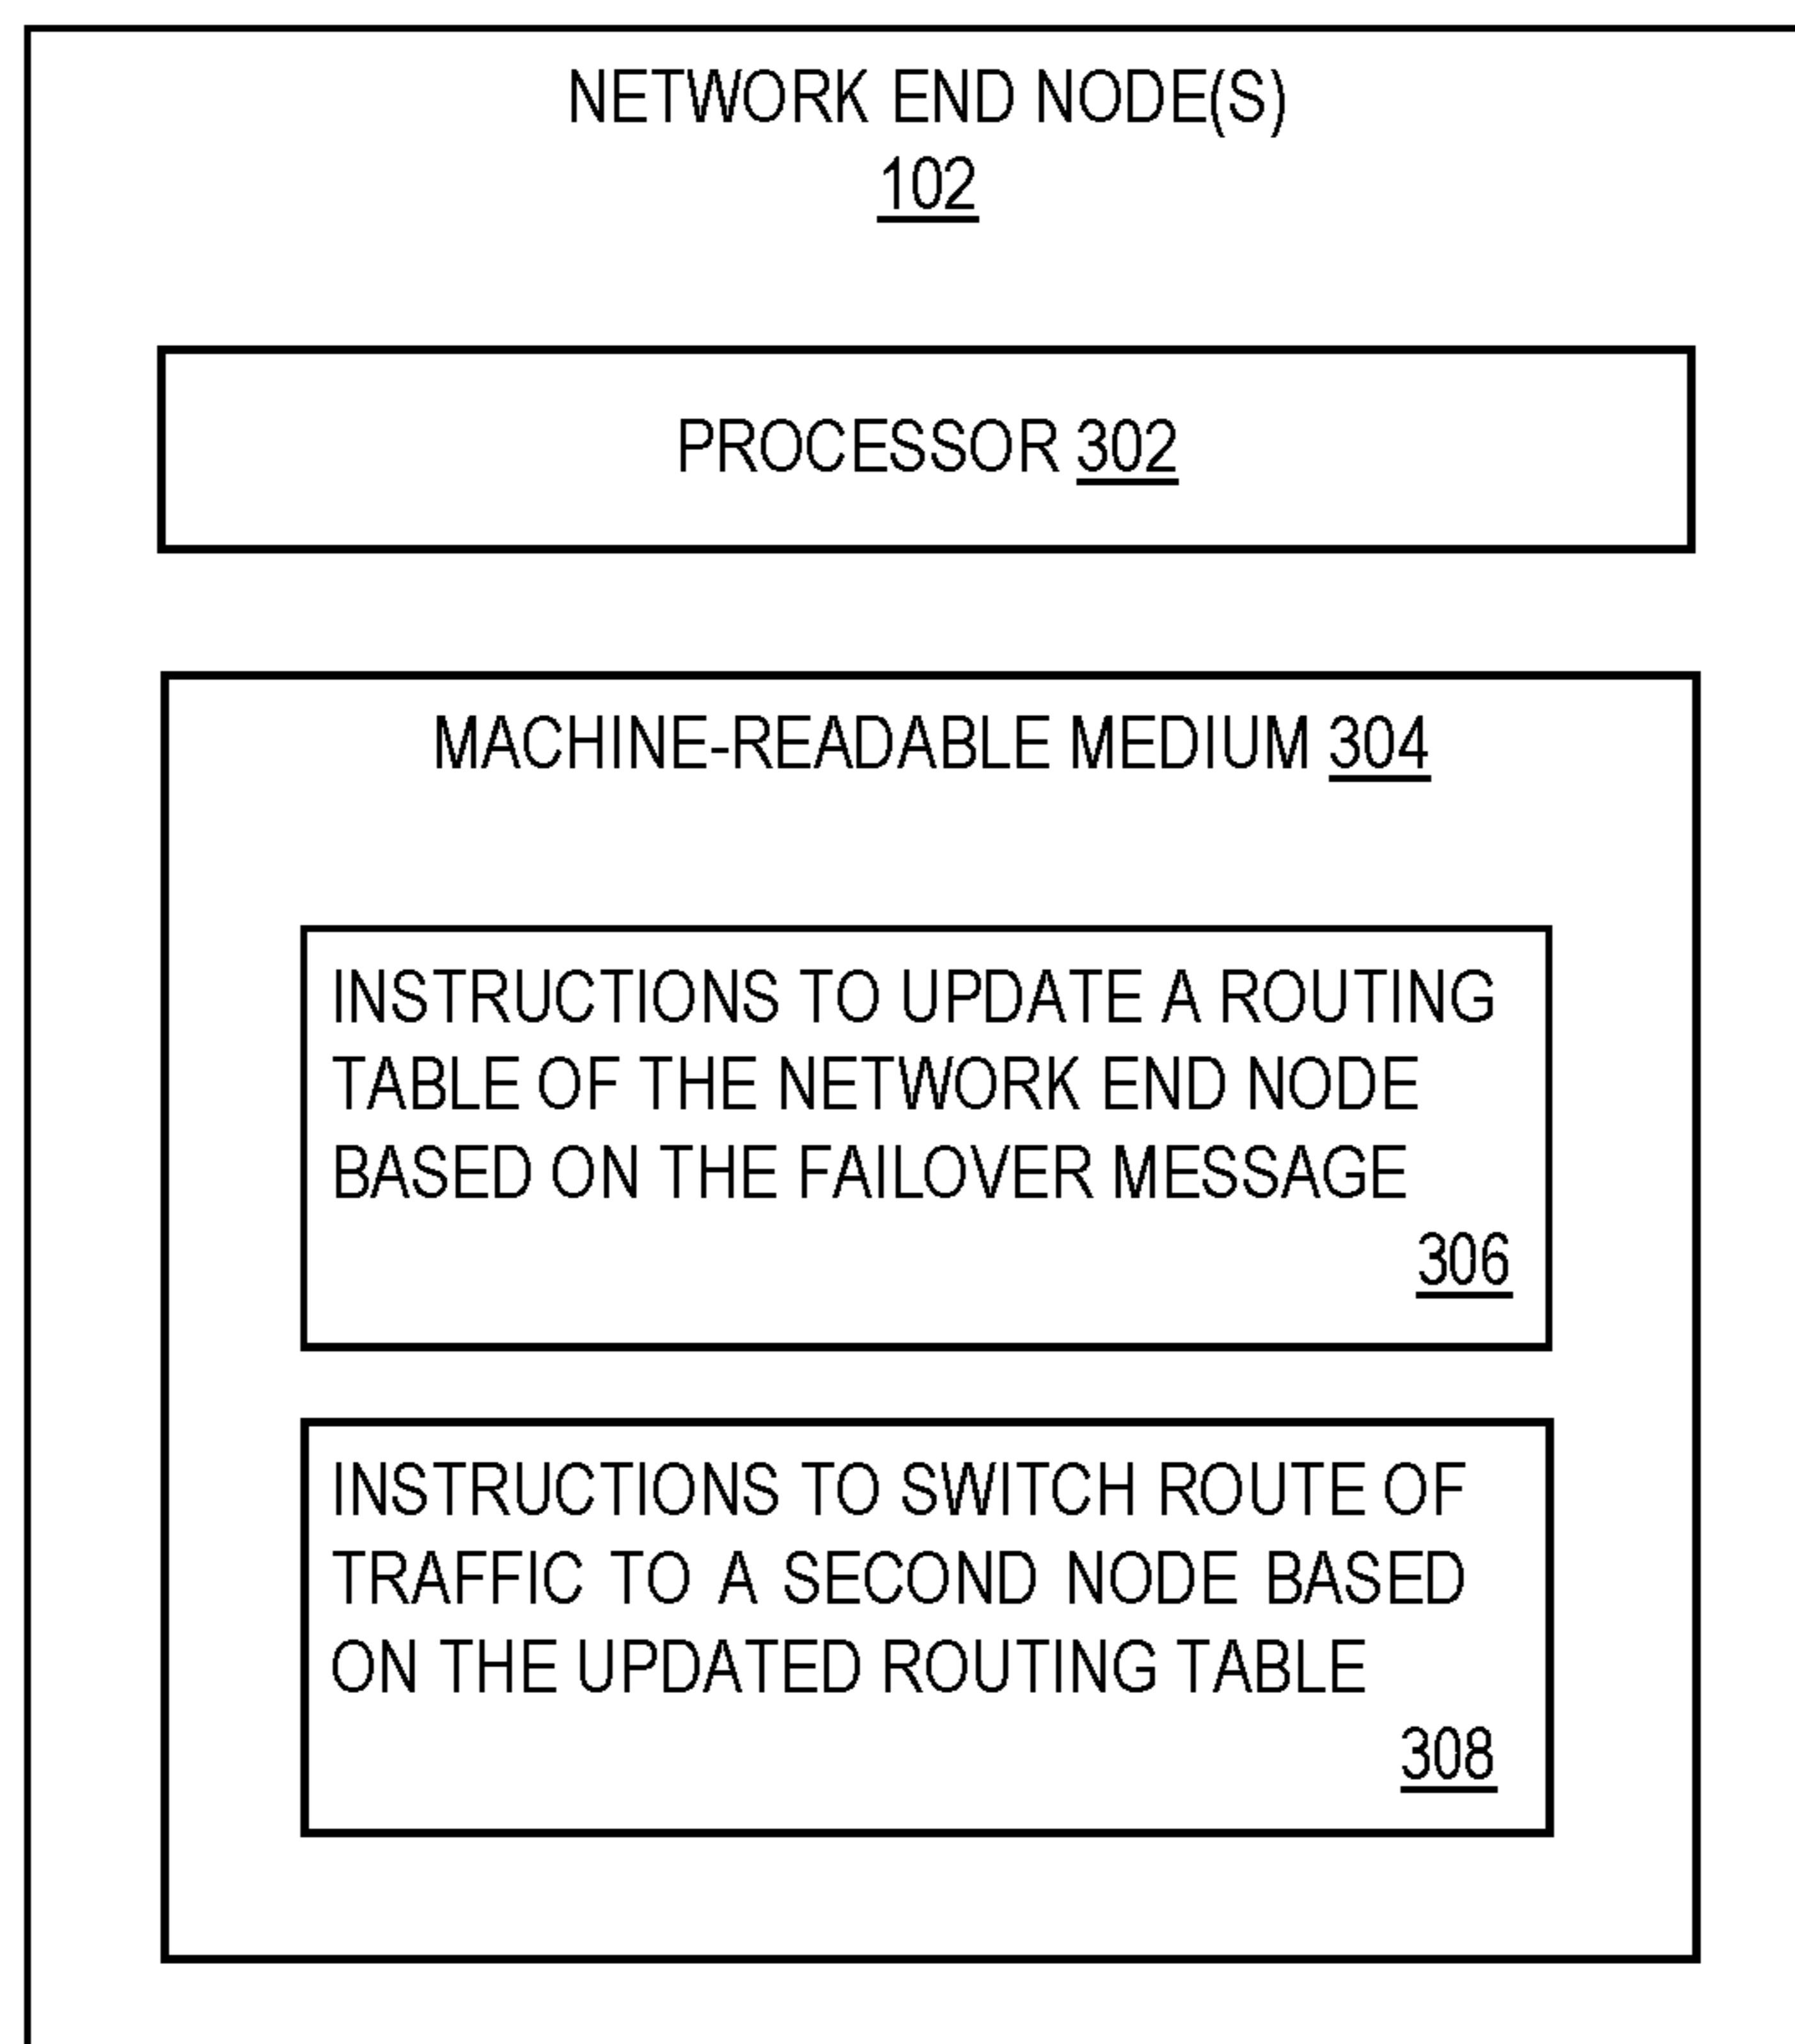 NETWORK END NODE(S)
102
PROCESSOR 302
MACHINE-READABLE MEDIUM 304
INSTRUCTIONS TO UPDATE A ROUTING
TABLE OF THE NETWORK END NODE
BASED ON THE FAILOVER MESSAGE
306
INSTRUCTIONS TO SWITCH ROUTE OF
TRAFFIC TO A SECOND NODE BASED
ON THE UPDATED ROUTING TABLE
308